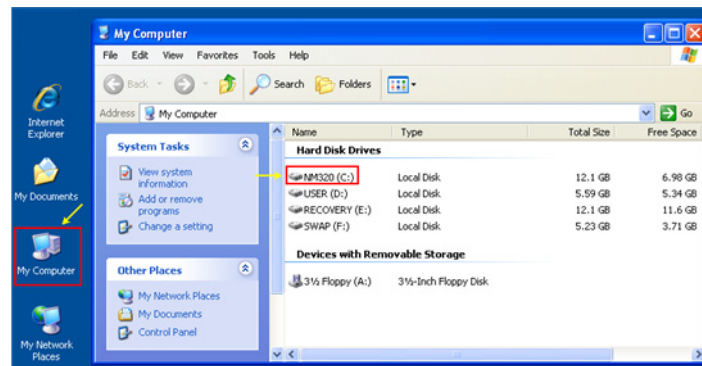 My Computer
File Edit View Favorites Tools Help
Back Search Folders
Address My Computer Go
Internet
Explorer
My Documents
My Computer
My Network
Places
System Tasks
View system
information
Add or remove
programs
Change a setting
Other Places
My Network Places
My Documents
Control Panel
Name Type Total Size Free Space
Hard Disk Drives
NM320 (C:) Local Disk 12.1 GB 6.98 GB
USER (D:) Local Disk 5.59 GB 5.34 GB
RECOVERY (E:) Local Disk 12.1 GB 11.6 GB
SWAP (F:) Local Disk 5.23 GB 3.71 GB
Devices with Removable Storage
3½ Floppy (A:) 3½-Inch Floppy Disk